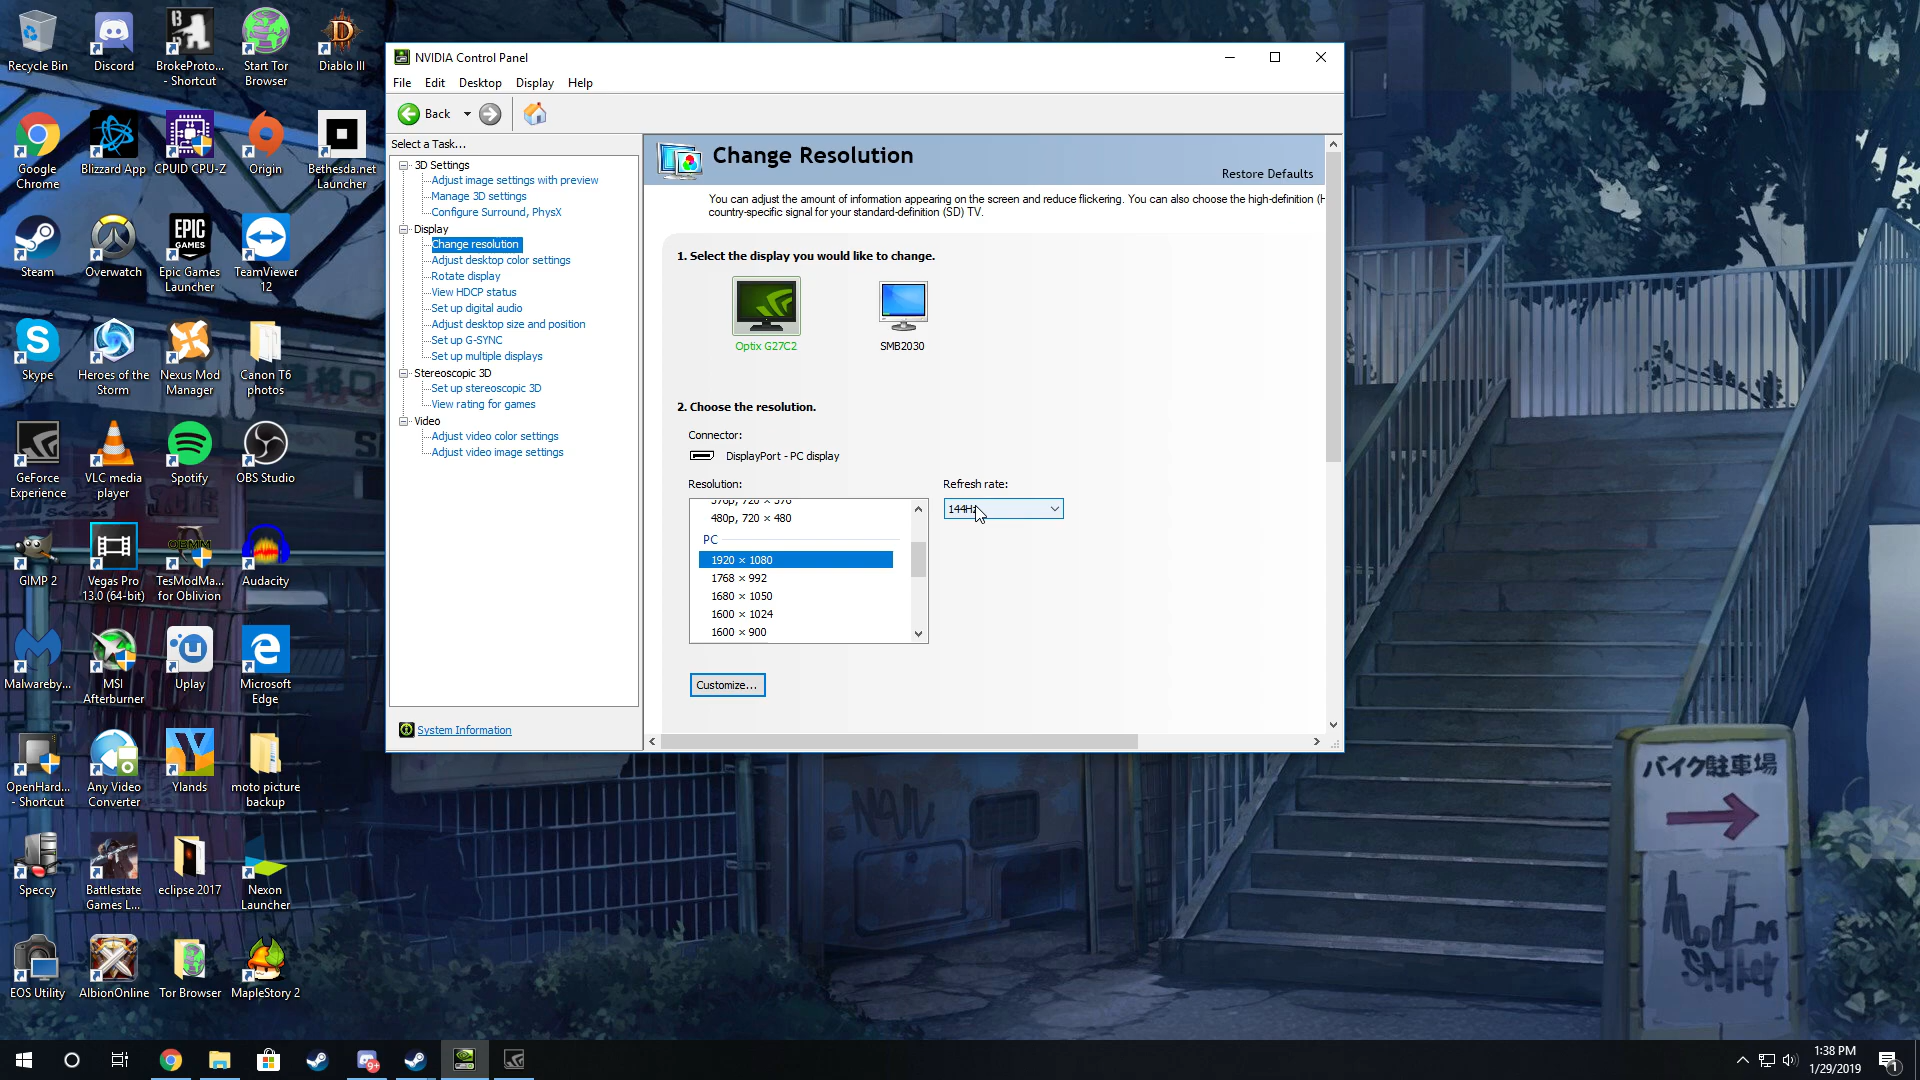 Recycle Bin
Discord
BrokeProto...
- Shortcut
Start Tor
Browser
Diablo III
Google
Chrome
Blizzard App
CPUID CPU-Z
Origin
Bethesda.net
Launcher
Steam
Overwatch
EPIC
GAMES
Epic Games
Launcher
TeamViewer
12
Skype
Heroes of the
Storm
Nexus Mod
Manager
Canon T6
photos
GeForce
Experience
VLC media
player
Spotify
OBS Studio
GIMP 2
Vegas Pro
13.0 (64-bit)
OBMM
TesModMa...
for Oblivion
Audacity
Malwareby...
MSI
Afterburner
Uplay
Microsoft
Edge
OpenHard...
- Shortcut
Any Video
Converter
Ylands
moto picture
backup
Speccy
Battlestate
Games L...
eclipse 2017
Nexon
Launcher
EOS Utility
AlbionOnline
Tor Browser
MapleStory 2
NVIDIA Control Panel
File Edit Desktop Display Help
Back
Select a Task...
3D Settings
Adjust image settings with preview
Manage 3D settings
Configure Surround, PhysX
Display
Change resolution
Adjust desktop color settings
Rotate display
View HDCP status
Set up digital audio
Adjust desktop size and position
Set up G-SYNC
Set up multiple displays
Stereoscopic 3D
Set up stereoscopic 3D
View rating for games
Video
Adjust video color settings
Adjust video image settings
System Information
Change Resolution
Restore Defaults
You can adjust the amount of information appearing on the screen and reduce flickering. You can also choose the high-definition (H
country-specific signal for your standard-definition (SD) TV.
1. Select the display you would like to change.
Optix G27C2
SMB2030
2. Choose the resolution.
Connector:
DisplayPort - PC display
Resolution:
Refresh rate:
576p, 720 × 576
144Hz
480p, 720 × 480
PC
1920 × 1080
1768 × 992
1680 × 1050
1600 × 1024
1600 × 900
Customize...
バイク駐車場
9+
1:38 PM
1/29/2019
1